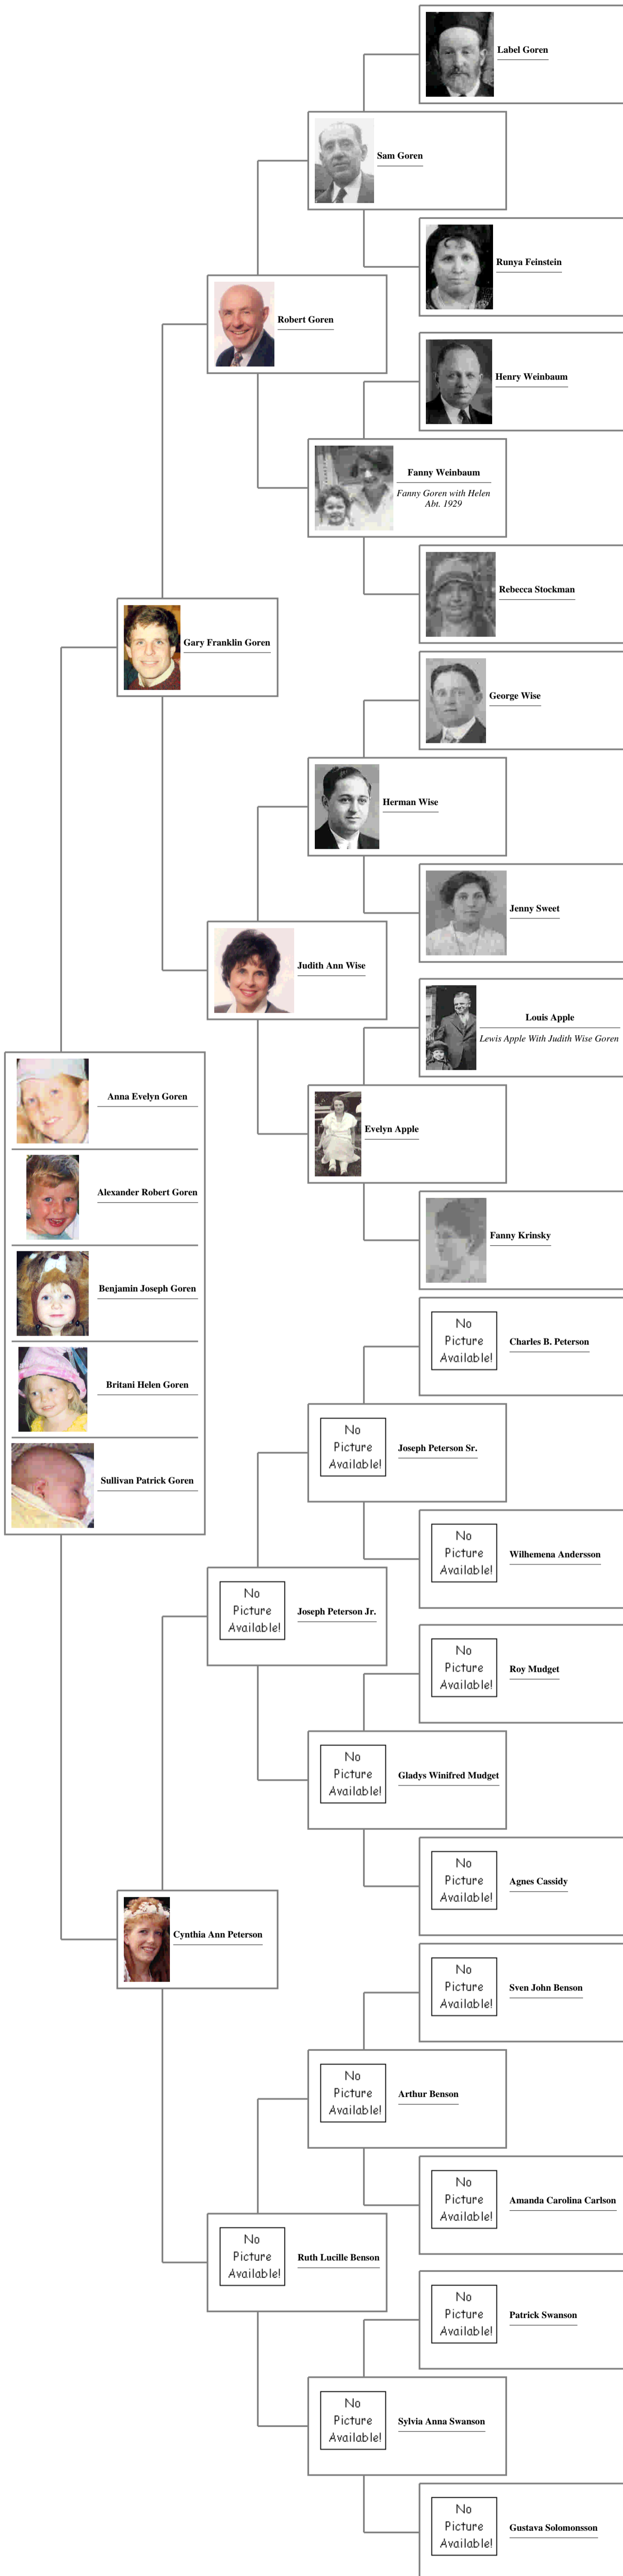 Label Goren
Sam Goren
Runya Feinstein
Robert Goren
Henry Weinbaum
Fanny Weinbaum
Fanny Goren with Helen
Abt. 1929
Rebecca Stockman
Gary Franklin Goren
George Wise
Herman Wise
Jenny Sweet
Judith Ann Wise
Louis Apple
Lewis Apple With Judith Wise Goren
Evelyn Apple
Fanny Krinsky
Anna Evelyn Goren
Alexander Robert Goren
Benjamin Joseph Goren
Britani Helen Goren
Sullivan Patrick Goren
No
Picture
Available!
Charles B. Peterson
No
Picture
Available!
Joseph Peterson Sr.
No
Picture
Available!
Wilhemena Andersson
No
Picture
Available!
Joseph Peterson Jr.
No
Picture
Available!
Roy Mudget
No
Picture
Available!
Gladys Winifred Mudget
No
Picture
Available!
Agnes Cassidy
Cynthia Ann Peterson
No
Picture
Available!
Sven John Benson
No
Picture
Available!
Arthur Benson
No
Picture
Available!
Amanda Carolina Carlson
No
Picture
Available!
Ruth Lucille Benson
No
Picture
Available!
Patrick Swanson
No
Picture
Available!
Sylvia Anna Swanson
No
Picture
Available!
Gustava Solomonsson